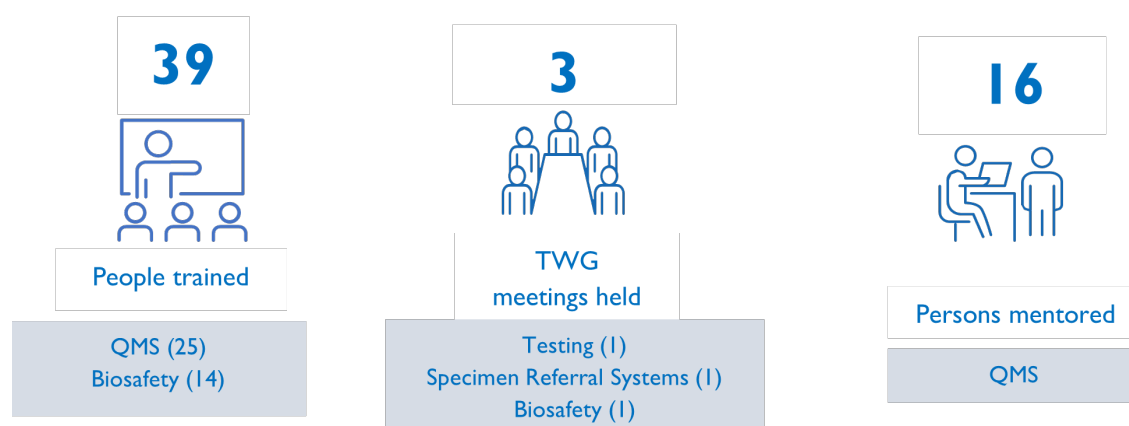 39
People trained
QMS (25)
Biosafety (14)
3
TWG
meetings held
Testing (1)
Specimen Referral Systems (1)
Biosafety (1)
16
Persons mentored
QMS